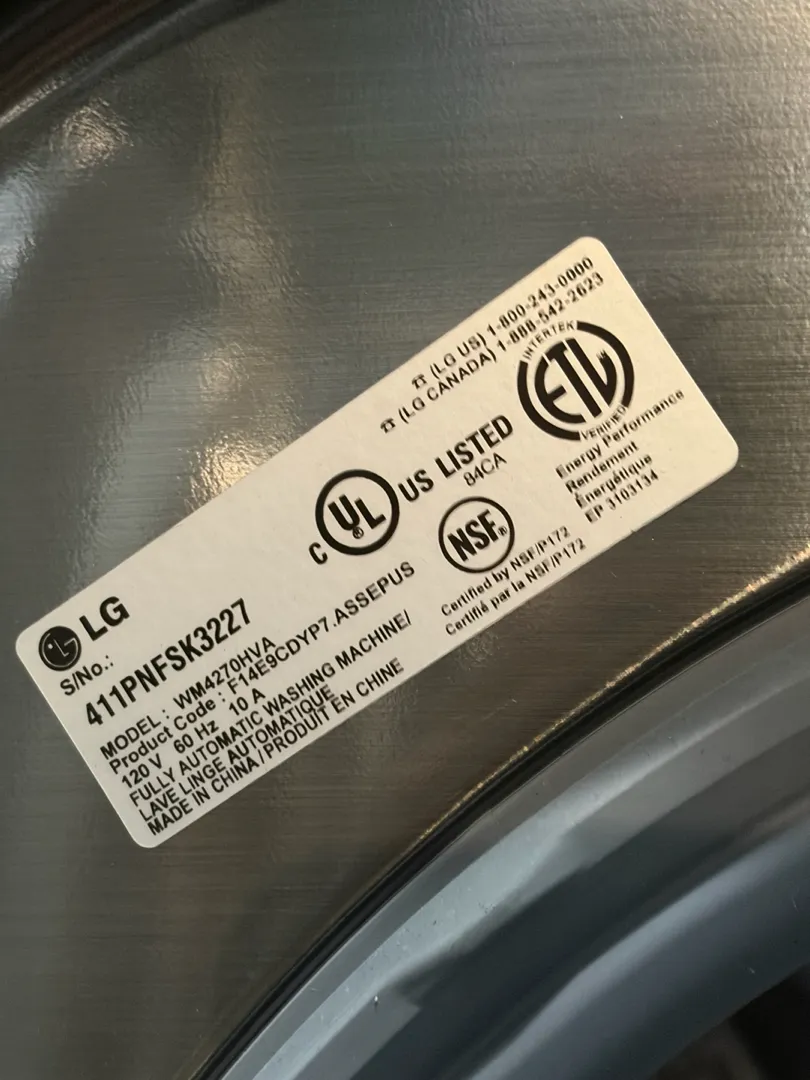 ☎ (LG US) 1-800-243-0000
☎ (LG CANADA) 1-888-542-2623
LG
S/No.:
411PNFSK3227
MODEL : WM4270HVA
Product Code : F14E9CDYP7.ASSEPUS
120 V 60 Hz 10 A
FULLY AUTOMATIC WASHING MACHINE/
LAVE LINGE AUTOMATIQUE
MADE IN CHINA / PRODUIT EN CHINE
C UL ® US LISTED
84CA
NSF®
Certified by NSF/P172
Certifié par la NSF/P172
INTERTEK
ETL
VERIFIED
Energy Performance
Rendement
Énergétique
EP 3103134